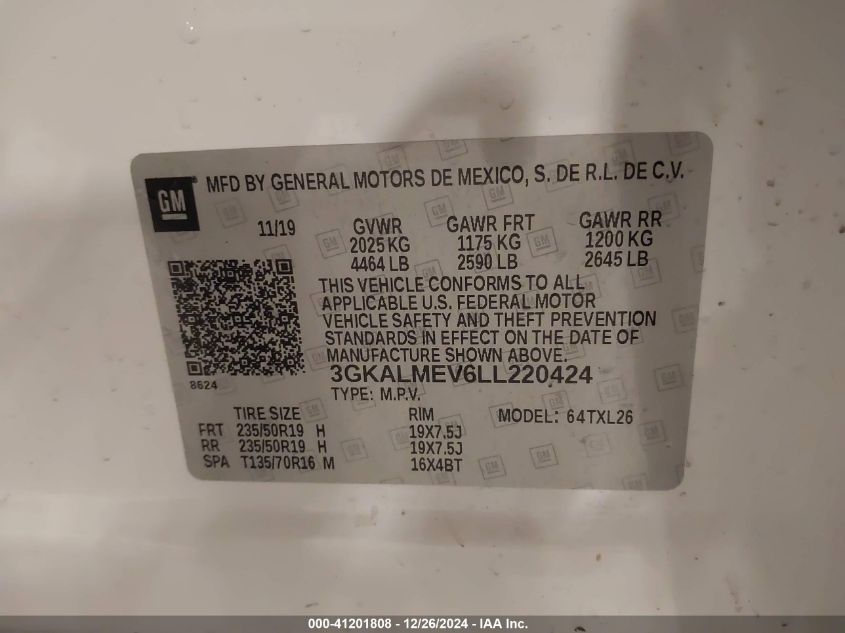 GM
MFD BY GENERAL MOTORS DE MEXICO, S. DE R.L. DE C.V.
11/19 GVWR GAWR FRT GAWR RR
2025 KG 1175 KG 1200 KG
4464 LB 2590 LB 2645 LB
THIS VEHICLE CONFORMS TO ALL
APPLICABLE U.S. FEDERAL MOTOR
VEHICLE SAFETY AND THEFT PREVENTION
STANDARDS IN EFFECT ON THE DATE OF
MANUFACTURE SHOWN ABOVE.
8624
3GKALMEV6LL220424
TYPE: M.P.V.
TIRE SIZE RIM MODEL: 64TXL26
FRT 235/50R19 H 19X7.5J
RR 235/50R19 H 19X7.5J
SPA T135/70R16 M 16X4BT
000-41201808 - 12/26/2024 - IAA Inc.